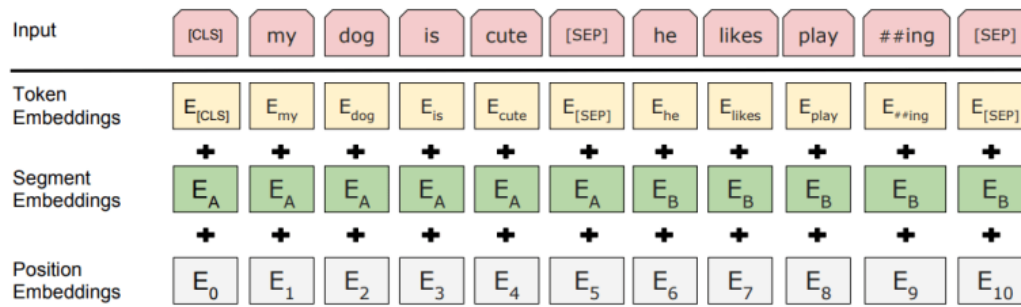 Input [CLS] my dog is cute [SEP] he likes play ##ing [SEP]
Token
Embeddings
E[CLS] Emy Edog Eis Ecute E[SEP] Ehe Elikes Eplay E##ing E[SEP]
+ + + + + + + + + + +
Segment
Embeddings
EA EA EA EA EA EA EB EB EB EB EB
+ + + + + + + + + + +
Position
Embeddings
E0 E1 E2 E3 E4 E5 E6 E7 E8 E9 E10